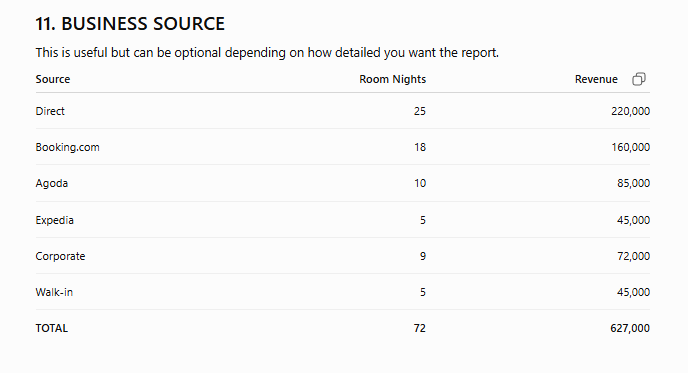 11. BUSINESS SOURCE
This is useful but can be optional depending on how detailed you want the report.
Source Room Nights Revenue
Direct 25 220,000
Booking.com 18 160,000
Agoda 10 85,000
Expedia 5 45,000
Corporate 9 72,000
Walk-in 5 45,000
TOTAL 72 627,000